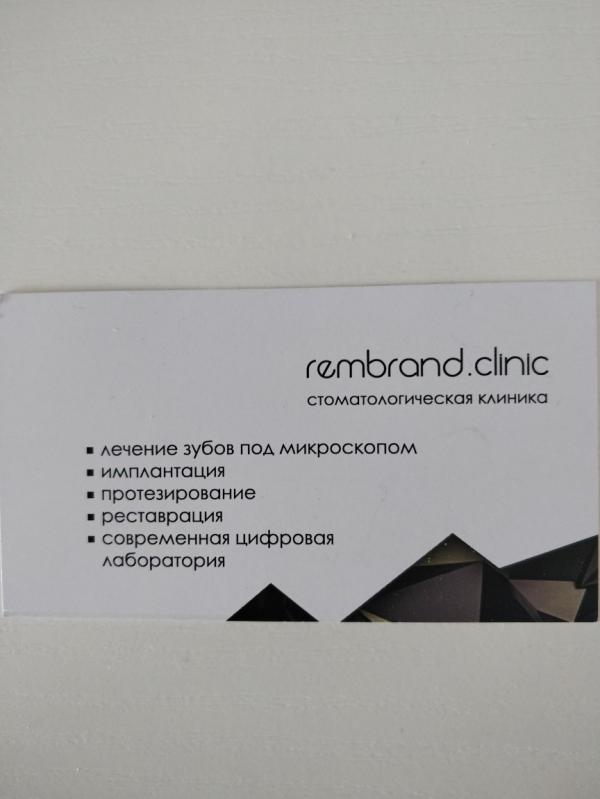 rembrand.clinic
стоматологическая клиника
▪ лечение зубов под микроскопом
▪ имплантация
▪ протезирование
▪ реставрация
▪ современная цифровая
лаборатория